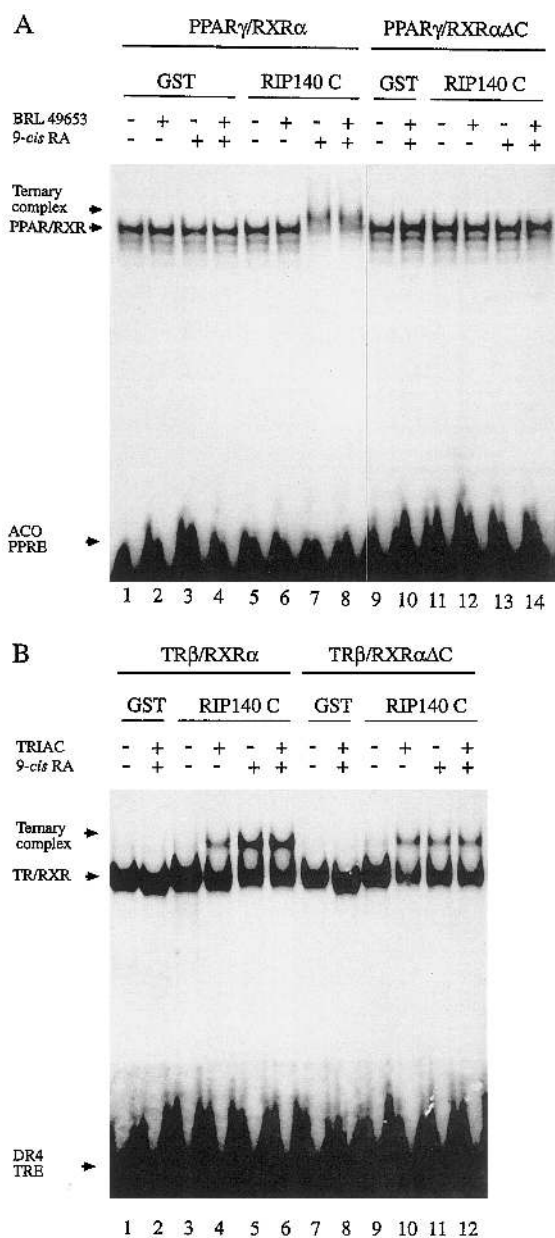 A
PPARγ/RXRα PPARγ/RXRαΔC
GST RIP140 C GST RIP140 C
BRL 49653 - + - + - + - + - + - + - +
9-cis RA - - + + - - + + - + - - + +
Ternary
complex
PPAR/RXR
ACO
PPRE
1 2 3 4 5 6 7 8 9 10 11 12 13 14
B
TRβ/RXRα TRβ/RXRαΔC
GST RIP140 C GST RIP140 C
TRIAC - + - + - + - + - + - +
9-cis RA - + - - + + - + - - + +
Ternary
complex
TR/RXR
DR4
TRE
1 2 3 4 5 6 7 8 9 10 11 12